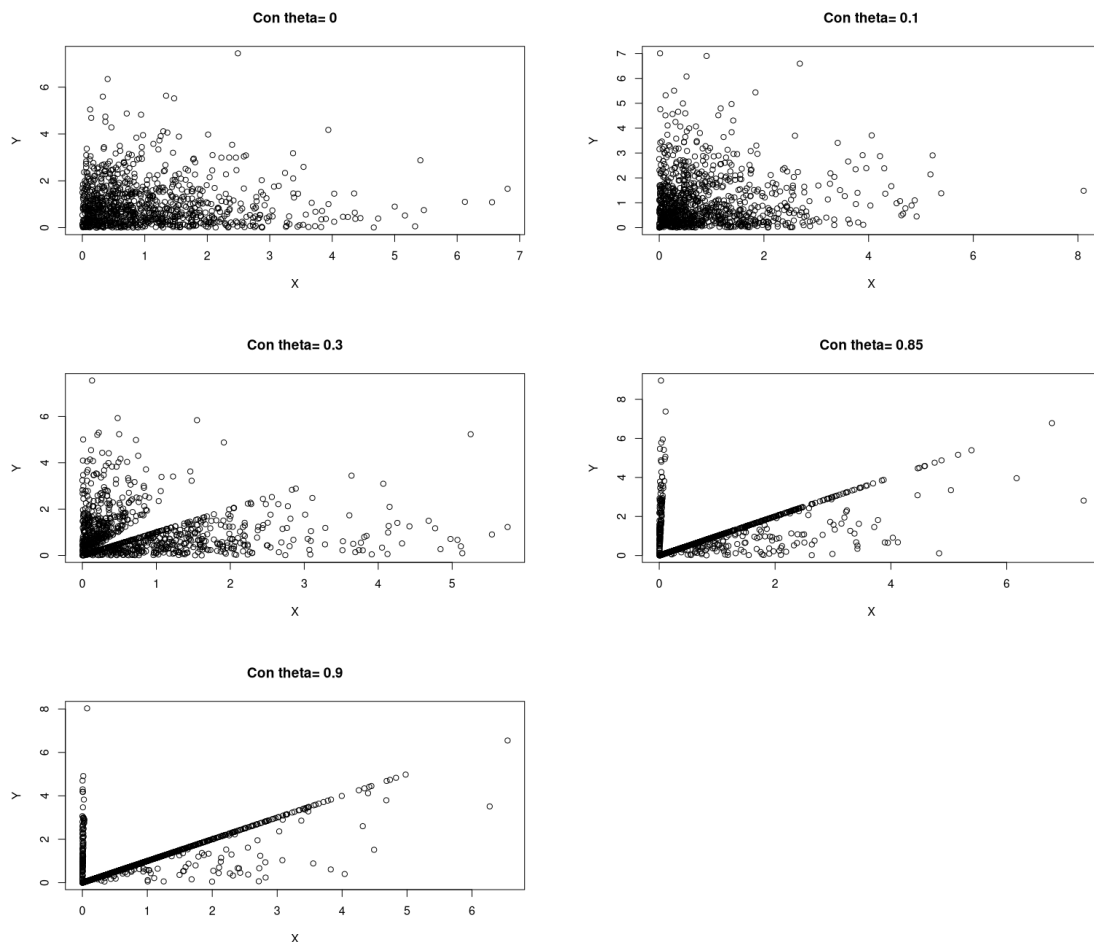 Con theta= 0
Y
0 2 4 6
0 1 2 3 4 5 6 7
X
Con theta= 0.1
Y
0 1 2 3 4 5 6 7
0 2 4 6 8
X
Con theta= 0.3
Y
0 2 4 6
0 1 2 3 4 5
X
Con theta= 0.85
Y
0 2 4 6 8
0 2 4 6
X
Con theta= 0.9
Y
0 2 4 6 8
0 1 2 3 4 5 6
X